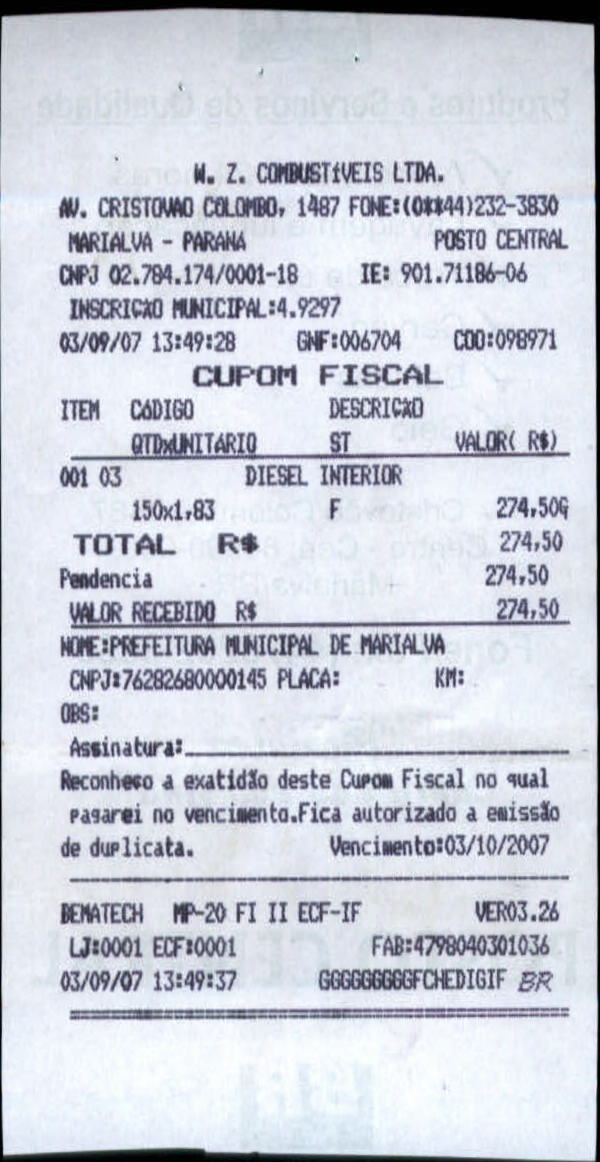 W. Z. COMBUSTíVEIS LTDA.
AV. CRISTOVAO COLOMBO, 1487 FONE:(0**44)232-3830
MARIALVA - PARANA POSTO CENTRAL
CNPJ 02.784.174/0001-18 IE: 901.71186-06
INSCRIÇÃO MUNICIPAL:4.9297
03/09/07 13:49:28 GNF:006704 COO:098971
CUPOM FISCAL
ITEM CóDIGO DESCRIÇÃO
QTDxUNITáRIO ST VALOR( R$)
001 03 DIESEL INTERIOR
150x1,83 274,50G
TOTAL R$ 274,50
Pendencia 274,50
VALOR RECEBIDO R$ 274,50
NOME:PREFEITURA MUNICIPAL DE MARIALVA
CNPJ:76282680000145 PLACA: KM:
OBS:
Assinatura:
Reconheço a exatidão deste Cupom Fiscal no qual
pagarei no vencimento.Fica autorizado a emissão
de duplicata. Vencimento:03/10/2007
BEMATECH MP-20 FI II ECF-IF VER03.26
LJ:0001 ECF:0001 FAB:4798040301036
03/09/07 13:49:37 GGGGGGGGGFCHEDIGIF BR